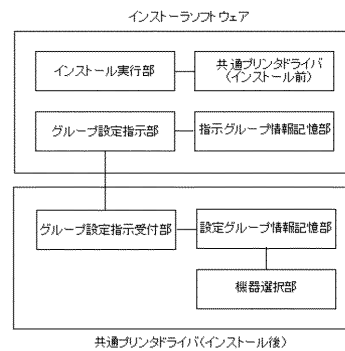 インストーラソフトウェア
インストール実行部
共通プリンタドライバ
(インストール前)
グループ設定指示部
指示グループ情報記憶部
グループ設定指示受付部
設定グループ情報記憶部
機器選択部
共通プリンタドライバ(インストール後)